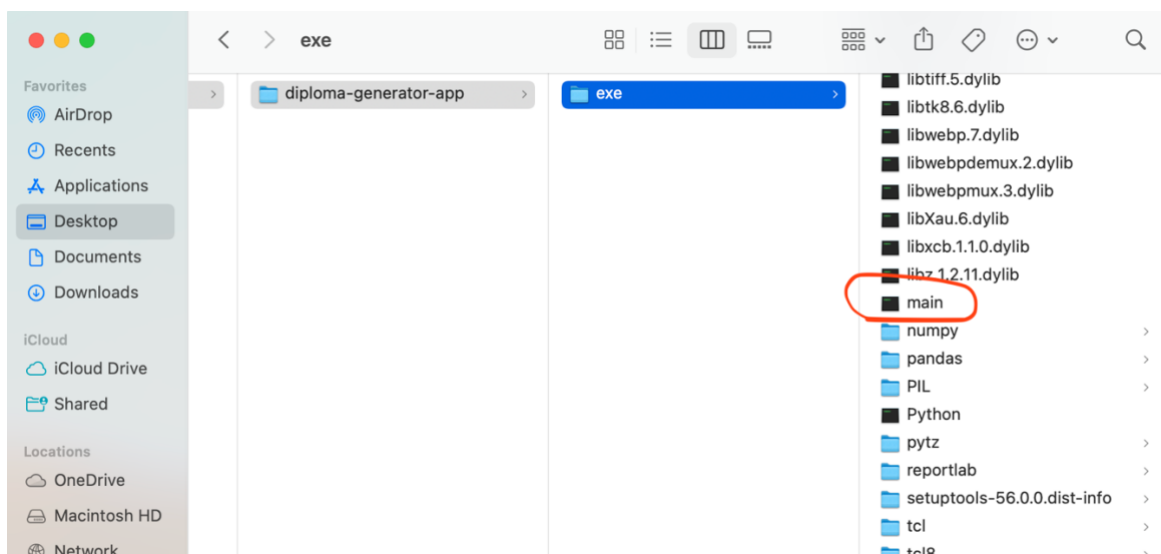 exe
Favorites
AirDrop
Recents
Applications
Desktop
Documents
Downloads
iCloud
iCloud Drive
Shared
Locations
OneDrive
Macintosh HD
Network
diploma-generator-app
exe
libtiff.5.dylib
libtk8.6.dylib
libwebp.7.dylib
libwebpdemux.2.dylib
libwebpmux.3.dylib
libXau.6.dylib
libxcb.1.1.0.dylib
libz.1.2.11.dylib
main
numpy
pandas
PIL
Python
pytz
reportlab
setuptools-56.0.0.dist-info
tcl
tcl8